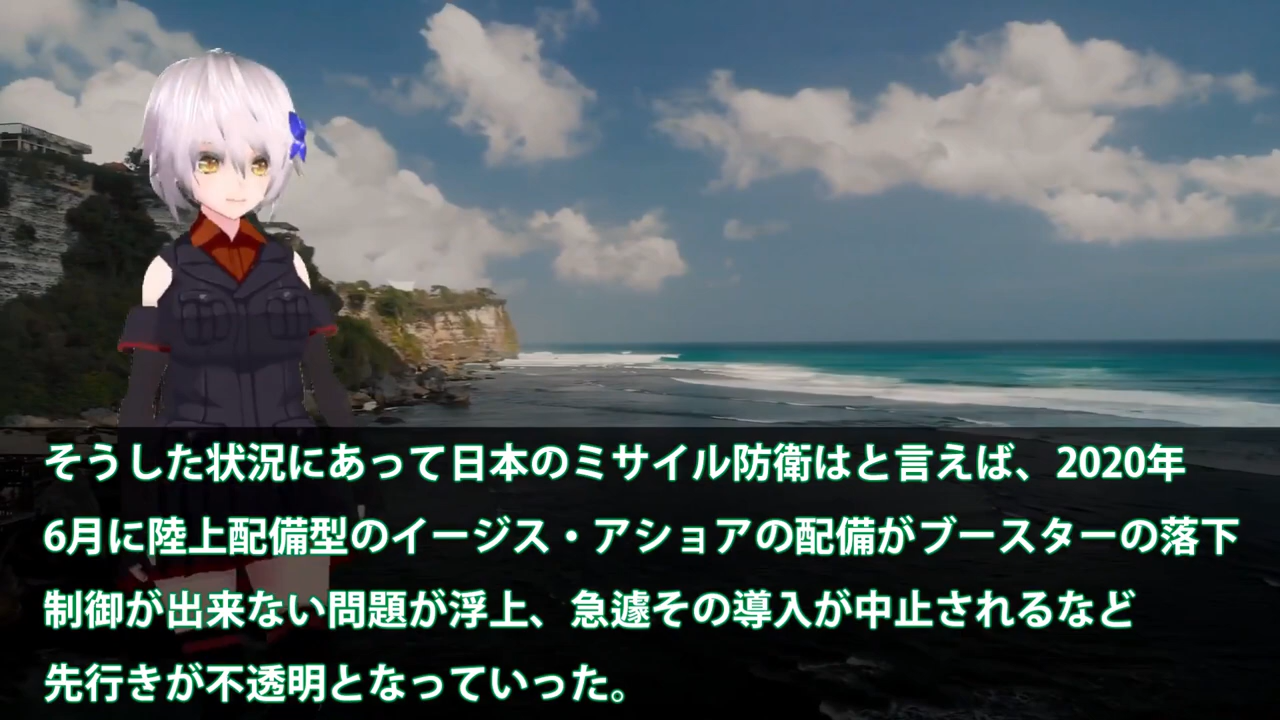 そうした状況にあって日本のミサイル防衛はと言えば、2020年
6月に陸上配備型のイージス・アショアの配備がブースターの落下
制御が出来ない問題が浮上、急遽その導入が中止されるなど
先行きが不透明となっていった。